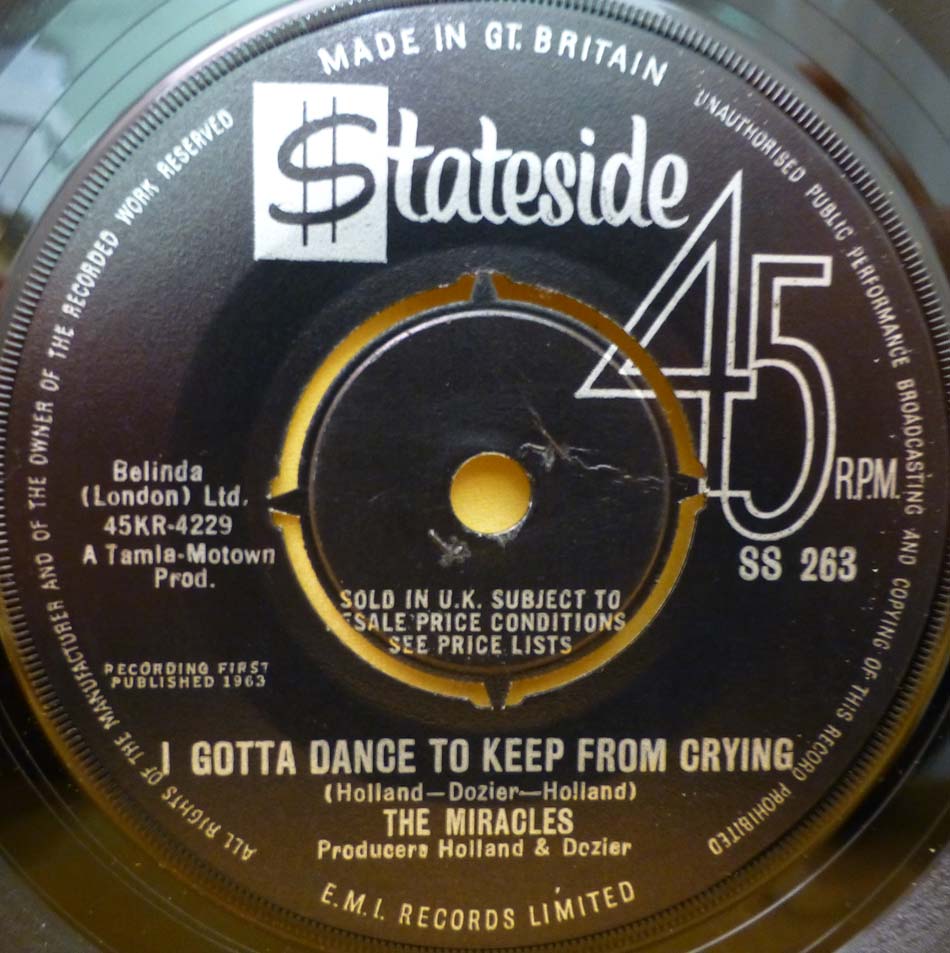 MADE IN GT. BRITAIN
$tateside
45
R.P.M.
SS 263
Belinda
(London) Ltd.
45KR-4229
A Tamla-Motown
Prod.
SOLD IN U.K. SUBJECT TO
ESALE PRICE CONDITIONS
SEE PRICE LISTS
RECORDING FIRST
PUBLISHED 1963
I GOTTA DANCE TO KEEP FROM CRYING
(Holland—Dozier—Holland)
THE MIRACLES
Producers Holland & Dozier
E.M.I. RECORDS LIMITED
ALL RIGHTS OF THE MANUFACTURER AND OF THE OWNER OF THE RECORDED WORK RESERVED
UNAUTHORISED PUBLIC PERFORMANCE BROADCASTING AND COPYING OF THIS RECORD PROHIBITED